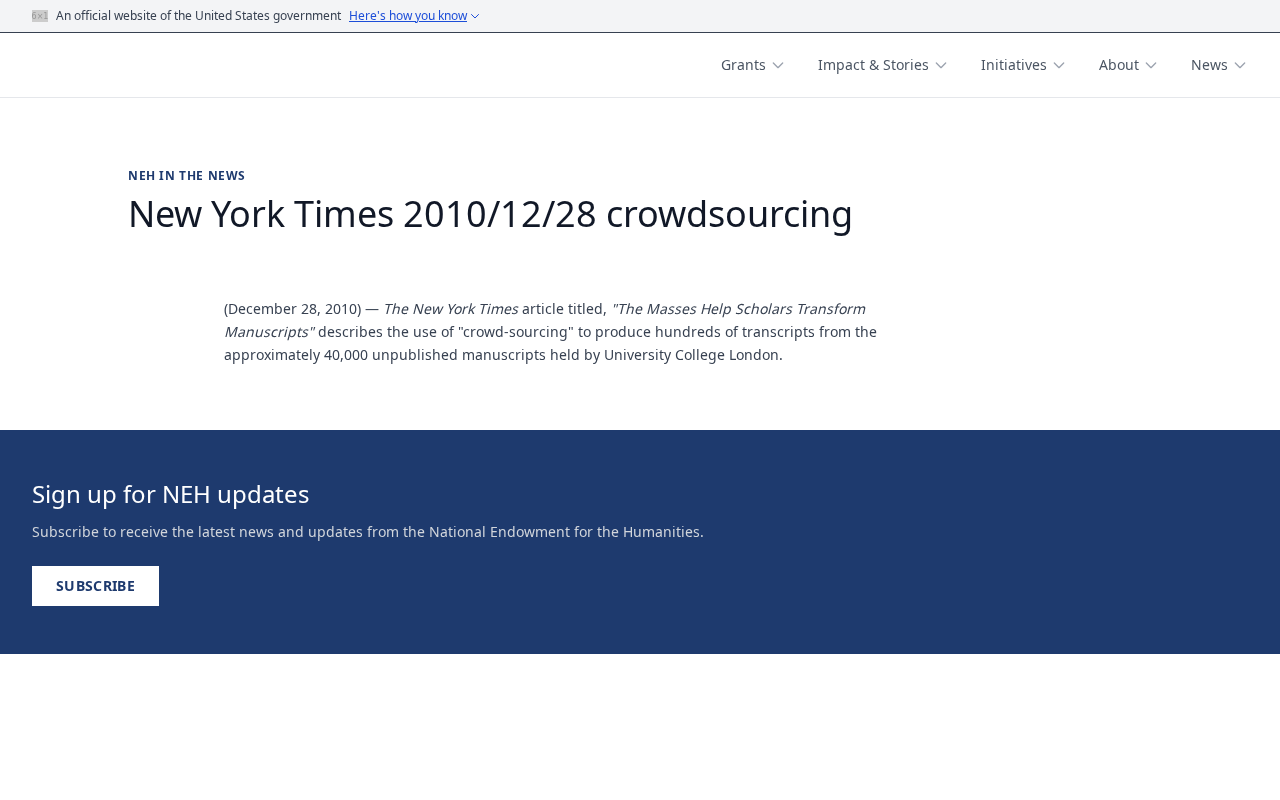 An official website of the United States government Here's how you know
Grants Impact & Stories Initiatives About News
NEH IN THE NEWS
New York Times 2010/12/28 crowdsourcing
(December 28, 2010) — The New York Times article titled, "The Masses Help Scholars Transform
Manuscripts" describes the use of "crowd-sourcing" to produce hundreds of transcripts from the
approximately 40,000 unpublished manuscripts held by University College London.
Sign up for NEH updates
Subscribe to receive the latest news and updates from the National Endowment for the Humanities.
SUBSCRIBE